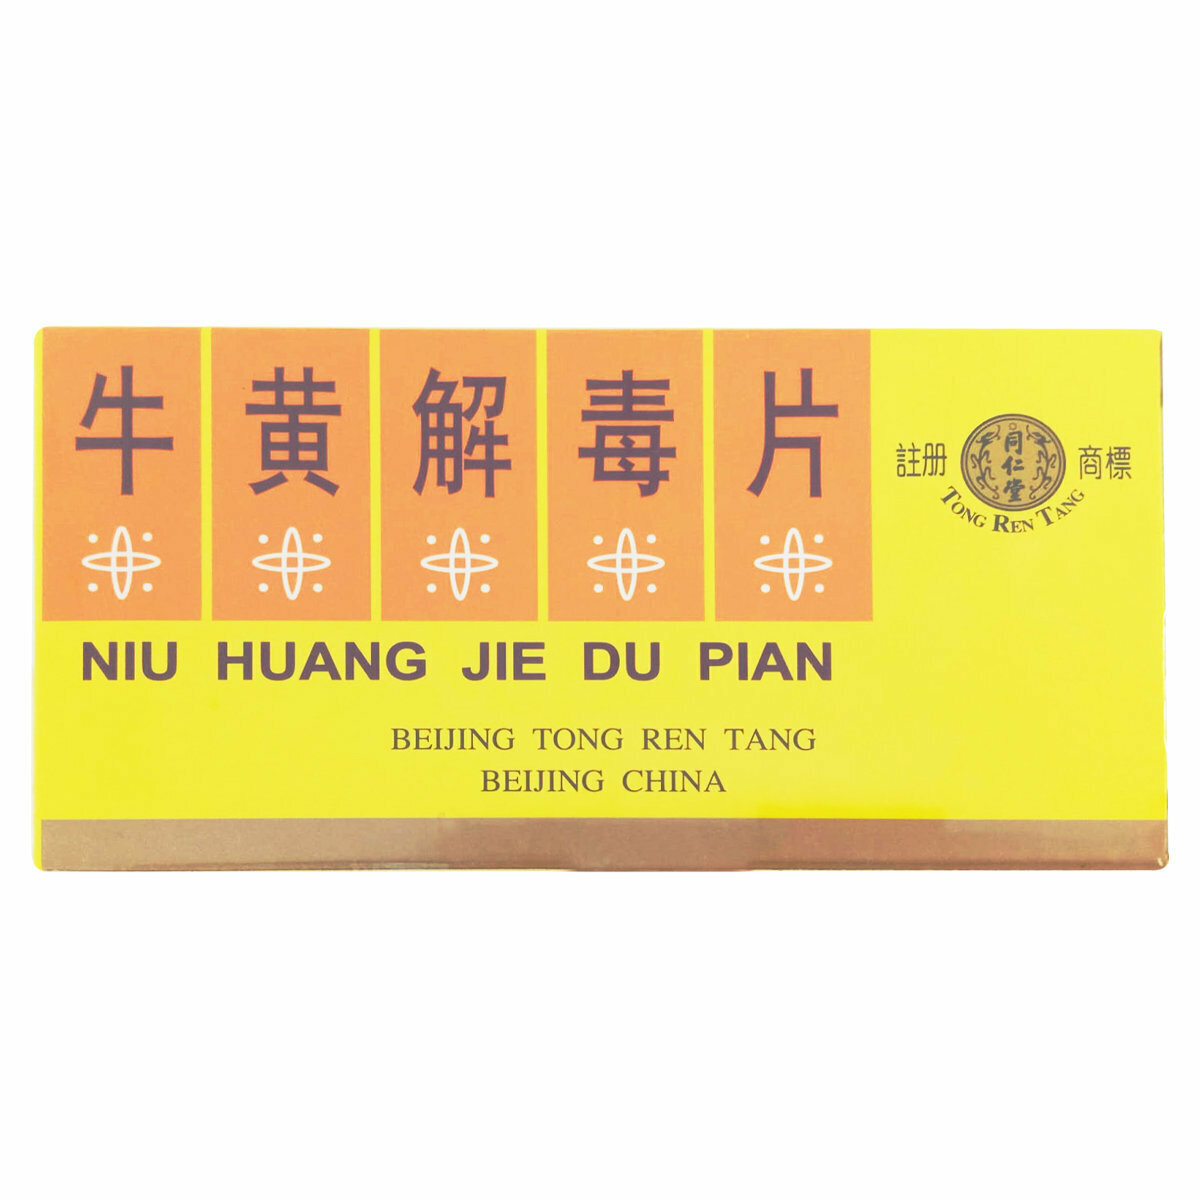 牛黄解毒片
註册 同仁堂 商標
TONG REN TANG
NIU HUANG JIE DU PIAN
BEIJING TONG REN TANG
BEIJING CHINA